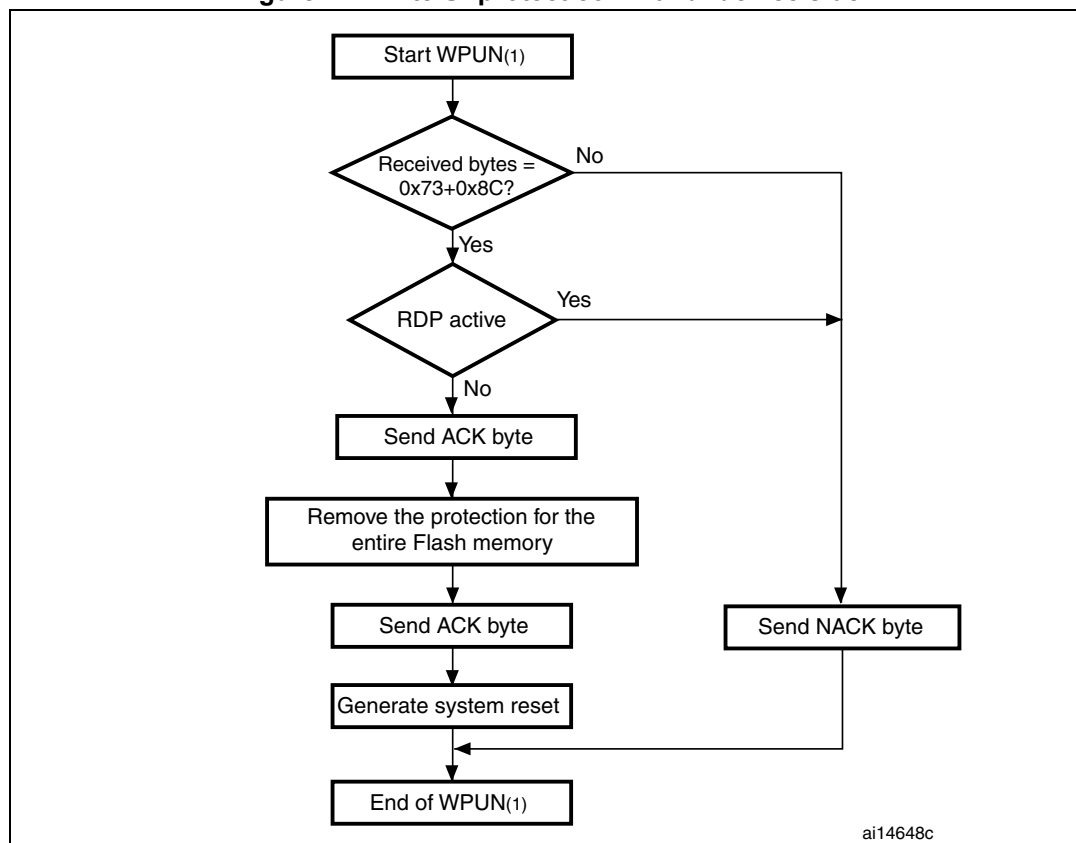 Start WPUN(1)
Received bytes =
0x73+0x8C?
No
Yes
RDP active
Yes
No
Send ACK byte
Remove the protection for the
entire Flash memory
Send ACK byte
Send NACK byte
Generate system reset
End of WPUN(1)
ai14648c